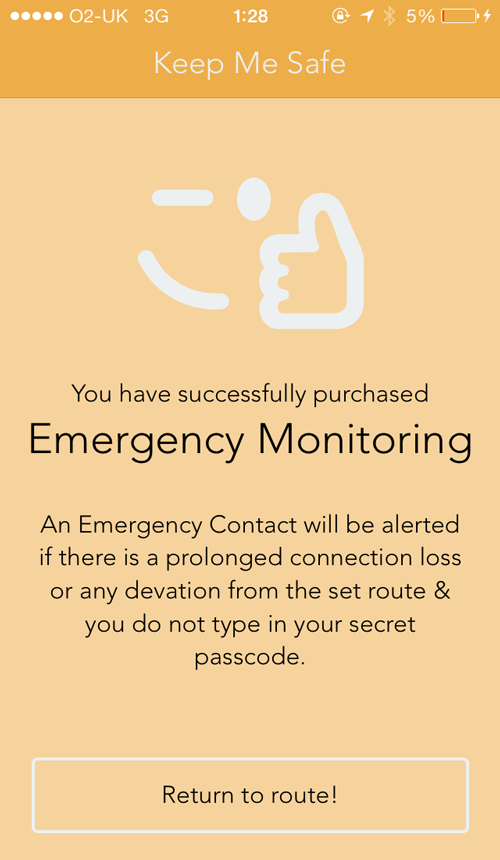 O2-UK 3G 1:28 5%
Keep Me Safe
You have successfully purchased
Emergency Monitoring
An Emergency Contact will be alerted
if there is a prolonged connection loss
or any devation from the set route &
you do not type in your secret
passcode.
Return to route!